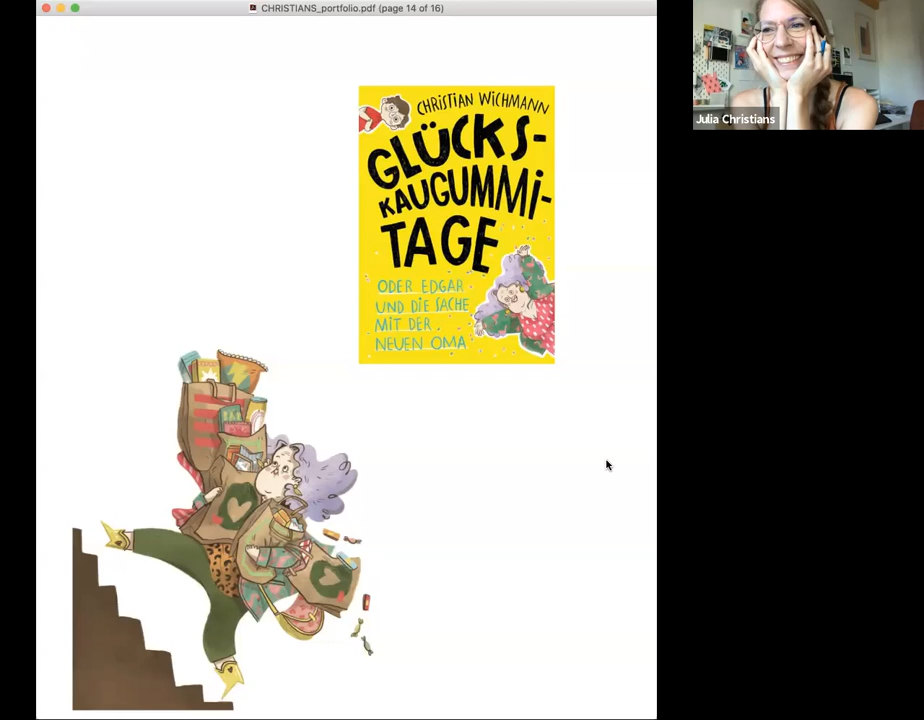 CHRISTIANS_portfolio.pdf (page 14 of 16)
Julia Christians
CHRISTIAN WICHMANN
GLÜCKS-
KAUGUMMI-
TAGE
ODER EDGAR
UND DIE SACHE
MIT DER
NEUEN OMA